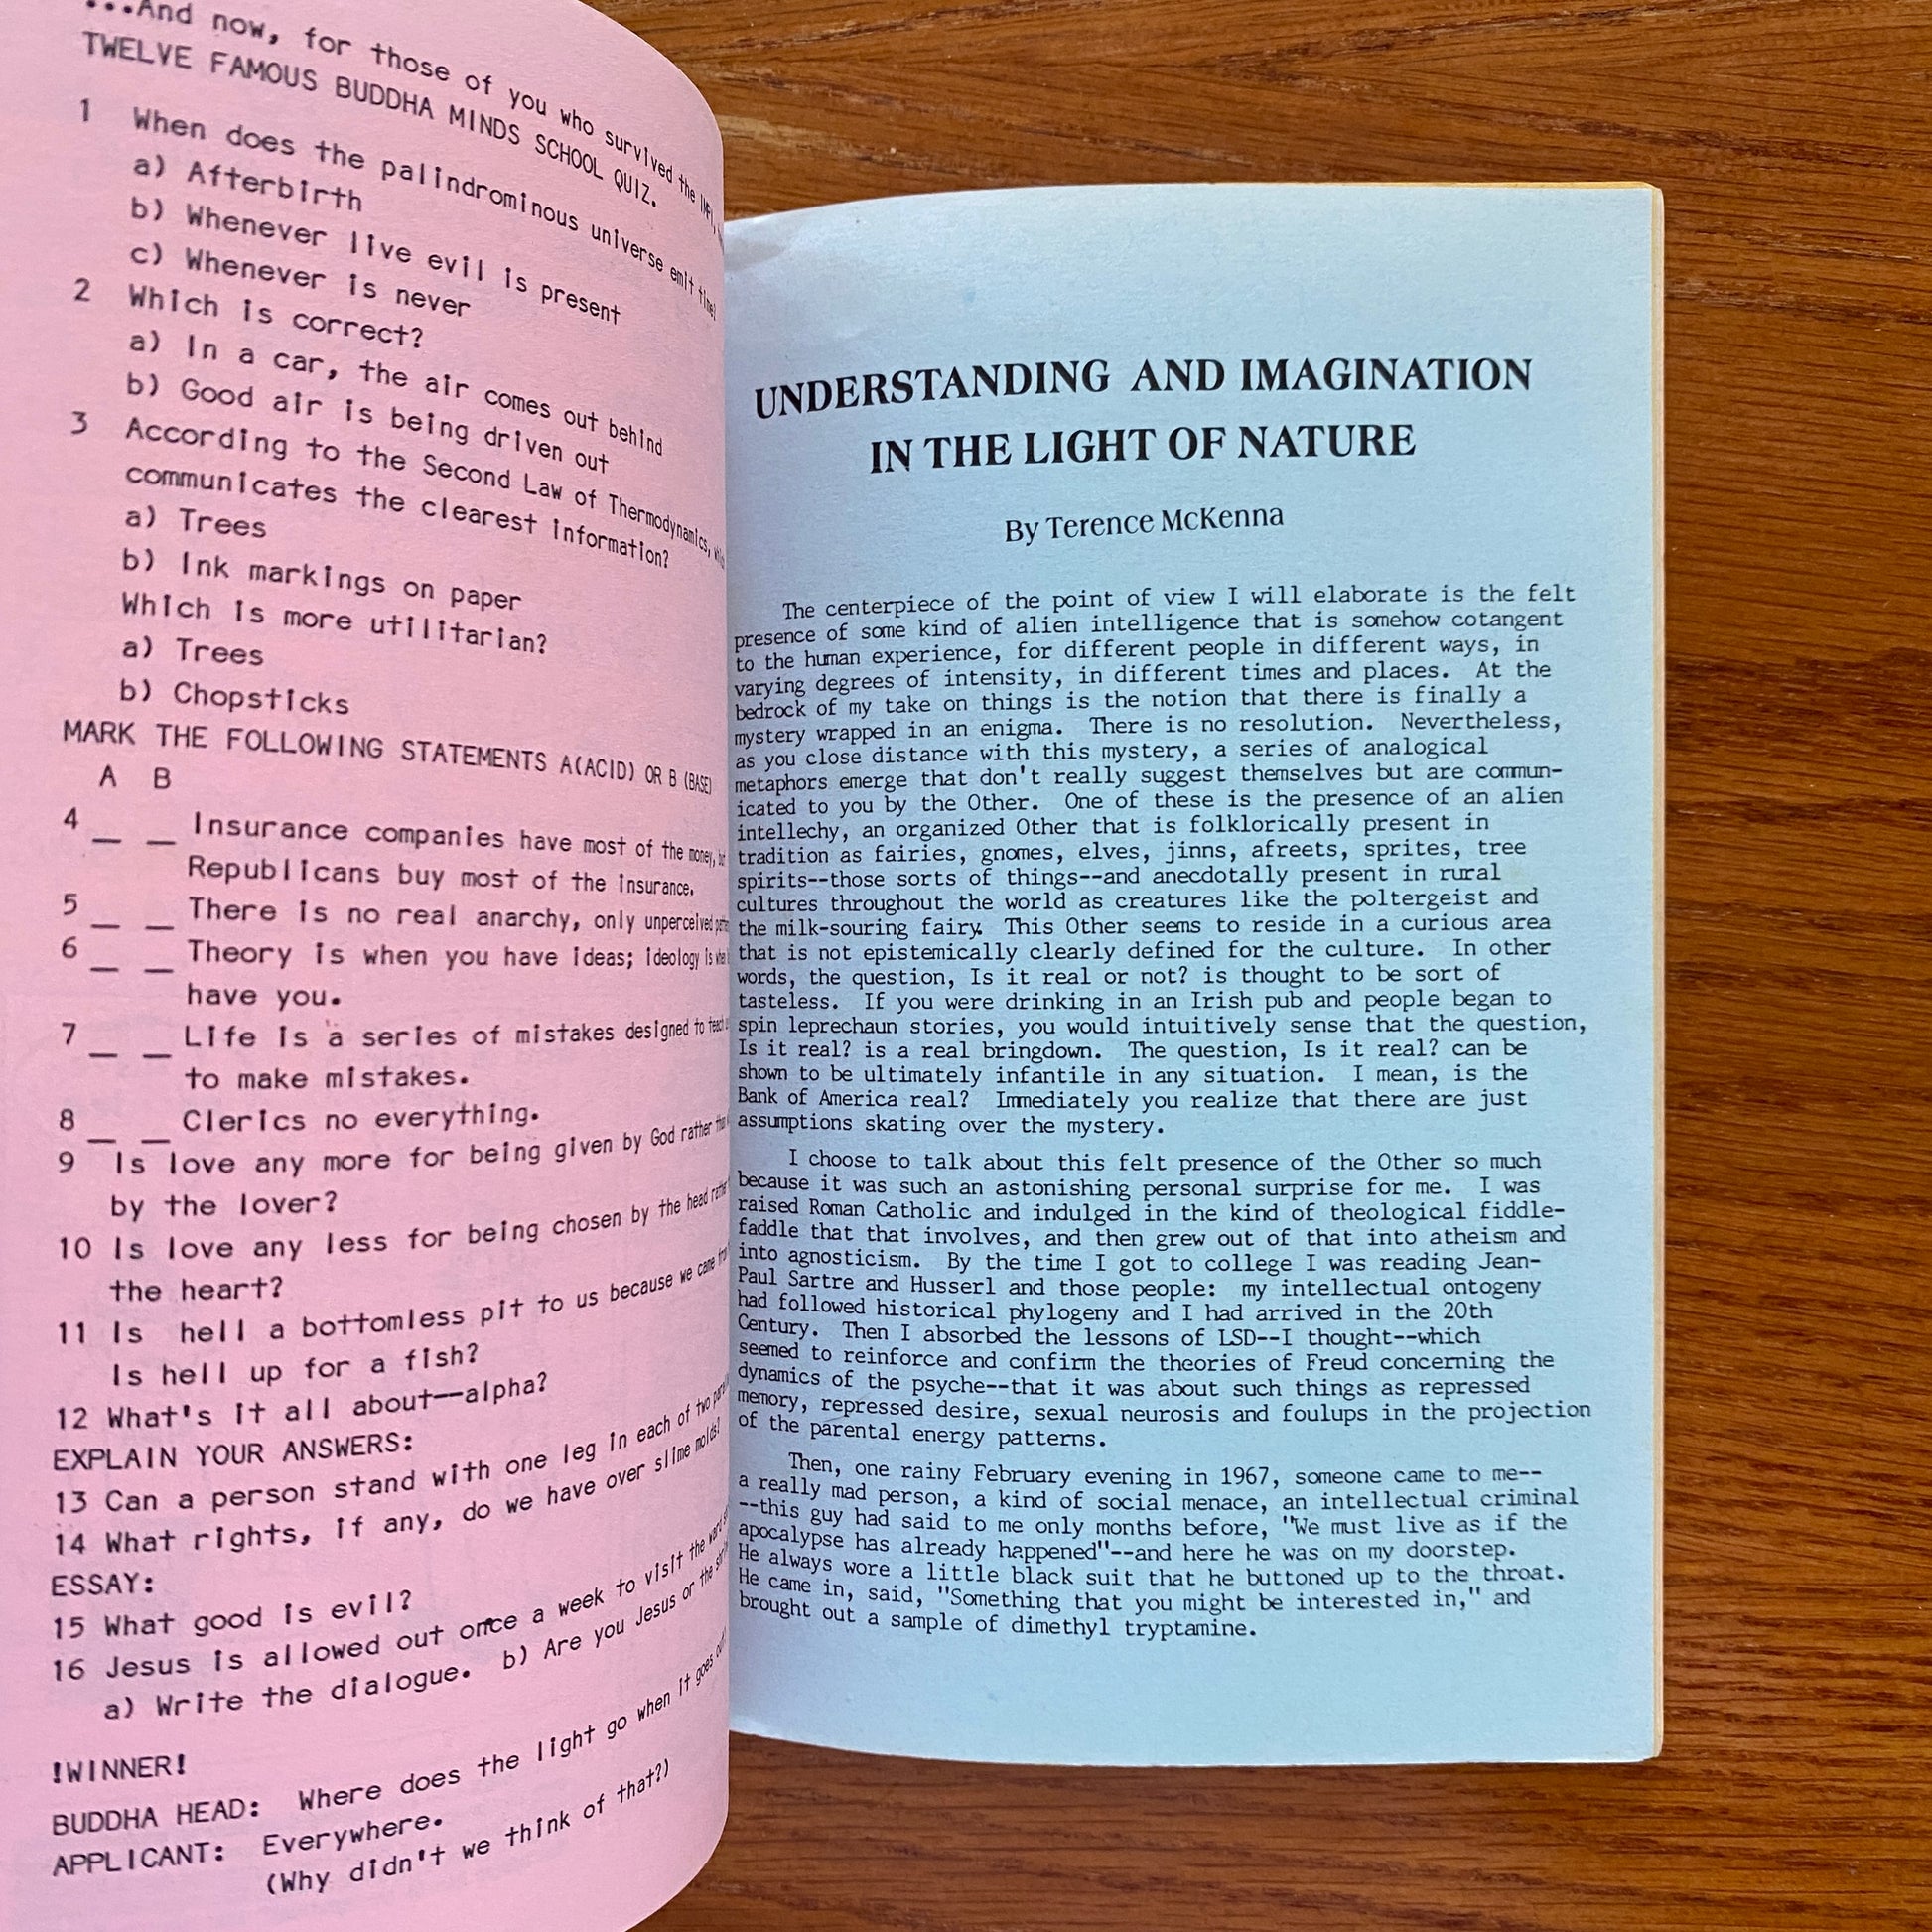 ...And now, for those of you who survived the
TWELVE FAMOUS BUDDHA MINDS SCHOOL QUIZ.
1 When does the palindrominous universe emit time?
a) Afterbirth
b) Whenever live evil is present
c) Whenever is never
2 Which is correct?
a) In a car, the air comes out behind
b) Good air is being driven out
3 According to the Second Law of Thermodynamics, which
communicates the clearest information?
a) Trees
b) Ink markings on paper
Which is more utilitarian?
a) Trees
b) Chopsticks
MARK THE FOLLOWING STATEMENTS A(ACID) OR B (BASE)
A B
4 _ _ Insurance companies have most of the money, but
Republicans buy most of the insurance.
5 _ _ There is no real anarchy, only unperceived
6 _ _ Theory is when you have ideas; ideology is when
have you.
7 _ _ Life is a series of mistakes designed to teach
to make mistakes.
8 _ _ Clerics no everything.
9 Is love any more for being given by God rather than
by the lover?
10 Is love any less for being chosen by the head rather
the heart?
11 Is hell a bottomless pit to us because we came from
Is hell up for a fish?
12 What's it all about--alpha?
EXPLAIN YOUR ANSWERS:
13 Can a person stand with one leg in each of two
14 What rights, if any, do we have over slime molds?
ESSAY:
15 What good is evil?
16 Jesus is allowed out once a week to visit the
a) Write the dialogue. b) Are you Jesus or the
!WINNER!
BUDDHA HEAD: Where does the light go when it goes out?
APPLICANT: Everywhere.
(Why didn't we think of that?)
UNDERSTANDING AND IMAGINATION
IN THE LIGHT OF NATURE
By Terence McKenna
The centerpiece of the point of view I will elaborate is the felt
presence of some kind of alien intelligence that is somehow cotangent
to the human experience, for different people in different ways, in
varying degrees of intensity, in different times and places. At the
bedrock of my take on things is the notion that there is finally a
mystery wrapped in an enigma. There is no resolution. Nevertheless,
as you close distance with this mystery, a series of analogical
metaphors emerge that don't really suggest themselves but are commun-
icated to you by the Other. One of these is the presence of an alien
intellechy, an organized Other that is folklorically present in
tradition as fairies, gnomes, elves, jinns, afreets, sprites, tree
spirits--those sorts of things--and anecdotally present in rural
cultures throughout the world as creatures like the poltergeist and
the milk-souring fairy. This Other seems to reside in a curious area
that is not epistemically clearly defined for the culture. In other
words, the question, Is it real or not? is thought to be sort of
tasteless. If you were drinking in an Irish pub and people began to
spin leprechaun stories, you would intuitively sense that the question,
Is it real? is a real bringdown. The question, Is it real? can be
shown to be ultimately infantile in any situation. I mean, is the
Bank of America real? Immediately you realize that there are just
assumptions skating over the mystery.
I choose to talk about this felt presence of the Other so much
because it was such an astonishing personal surprise for me. I was
raised Roman Catholic and indulged in the kind of theological fiddle-
faddle that that involves, and then grew out of that into atheism and
into agnosticism. By the time I got to college I was reading Jean-
Paul Sartre and Husserl and those people: my intellectual ontogeny
had followed historical phylogeny and I had arrived in the 20th
Century. Then I absorbed the lessons of LSD--I thought--which
seemed to reinforce and confirm the theories of Freud concerning the
dynamics of the psyche--that it was about such things as repressed
memory, repressed desire, sexual neurosis and foulups in the projection
of the parental energy patterns.
Then, one rainy February evening in 1967, someone came to me--
a really mad person, a kind of social menace, an intellectual criminal
--this guy had said to me only months before, "We must live as if the
apocalypse has already happened"--and here he was on my doorstep.
He always wore a little black suit that he buttoned up to the throat.
He came in, said, "Something that you might be interested in," and
brought out a sample of dimethyl tryptamine.